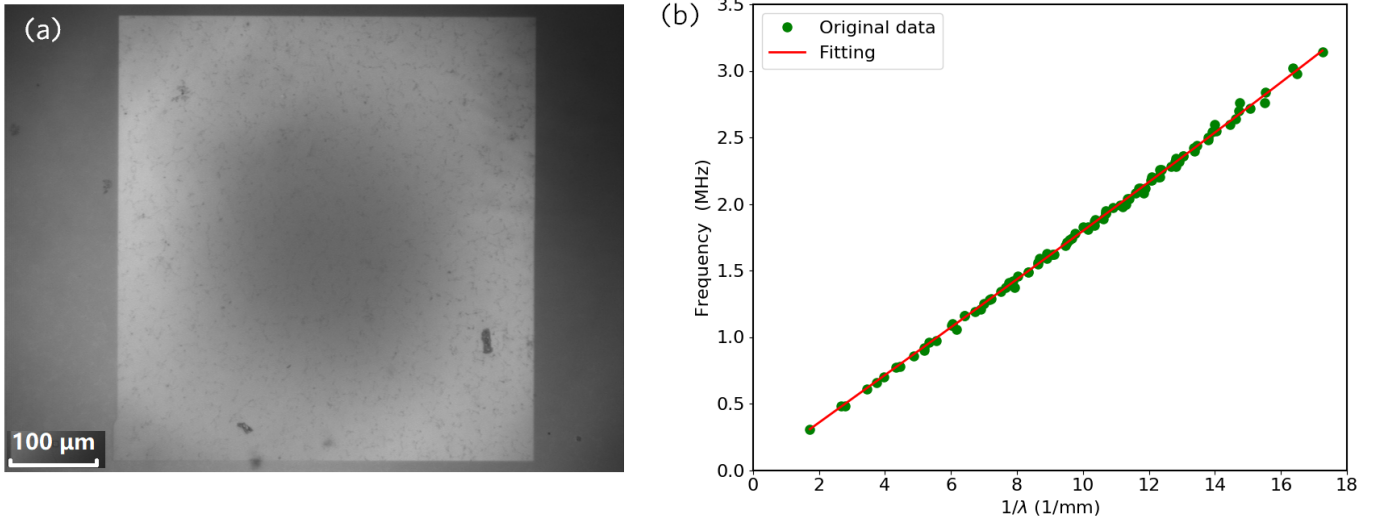 (a)
100 μm
(b)
Original data
Fitting
3.5
3.0
2.5
2.0
1.5
1.0
0.5
0.0
Frequency (MHz)
0 2 4 6 8 10 12 14 16 18
1/λ (1/mm)